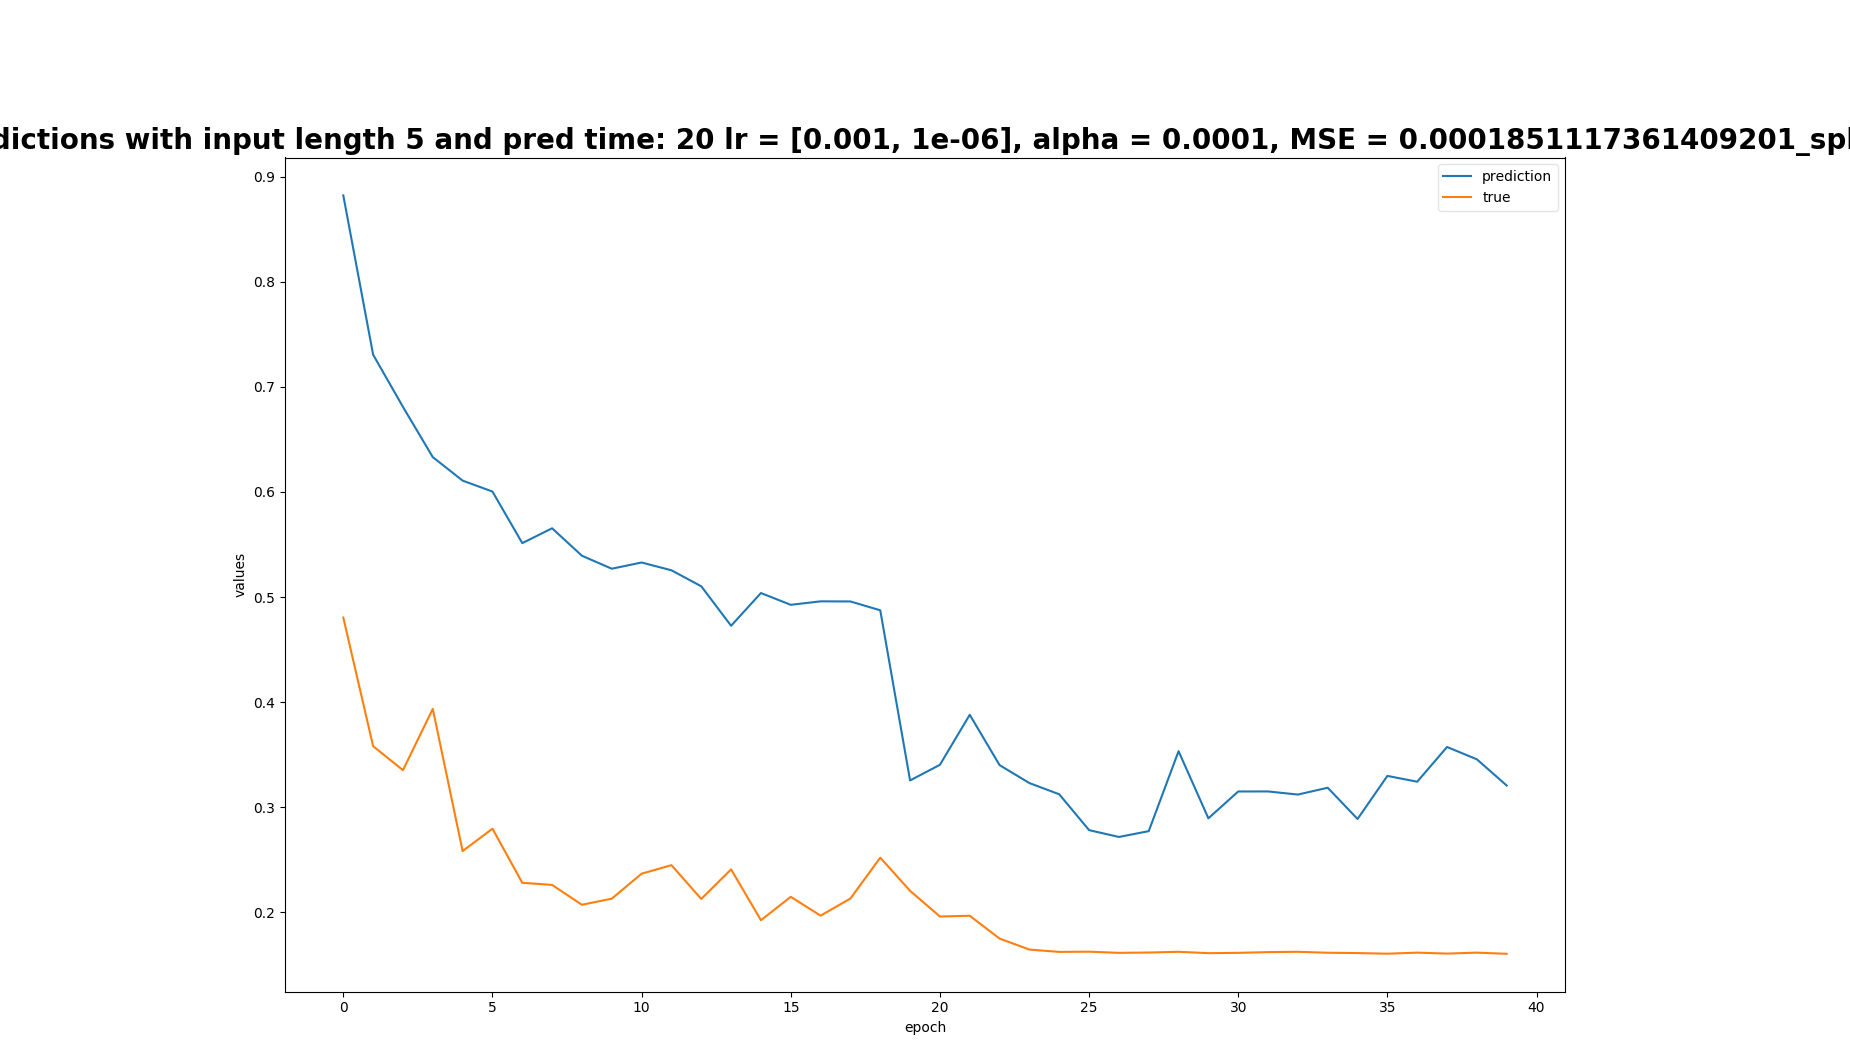 dictions with input length 5 and pred time: 20 lr = [0.001, 1e-06], alpha = 0.0001, MSE = 0.0001851117361409201_spl
prediction
true
0.9
0.8
0.7
0.6
0.5
0.4
0.3
0.2
values
0 5 10 15 20 25 30 35 40
epoch